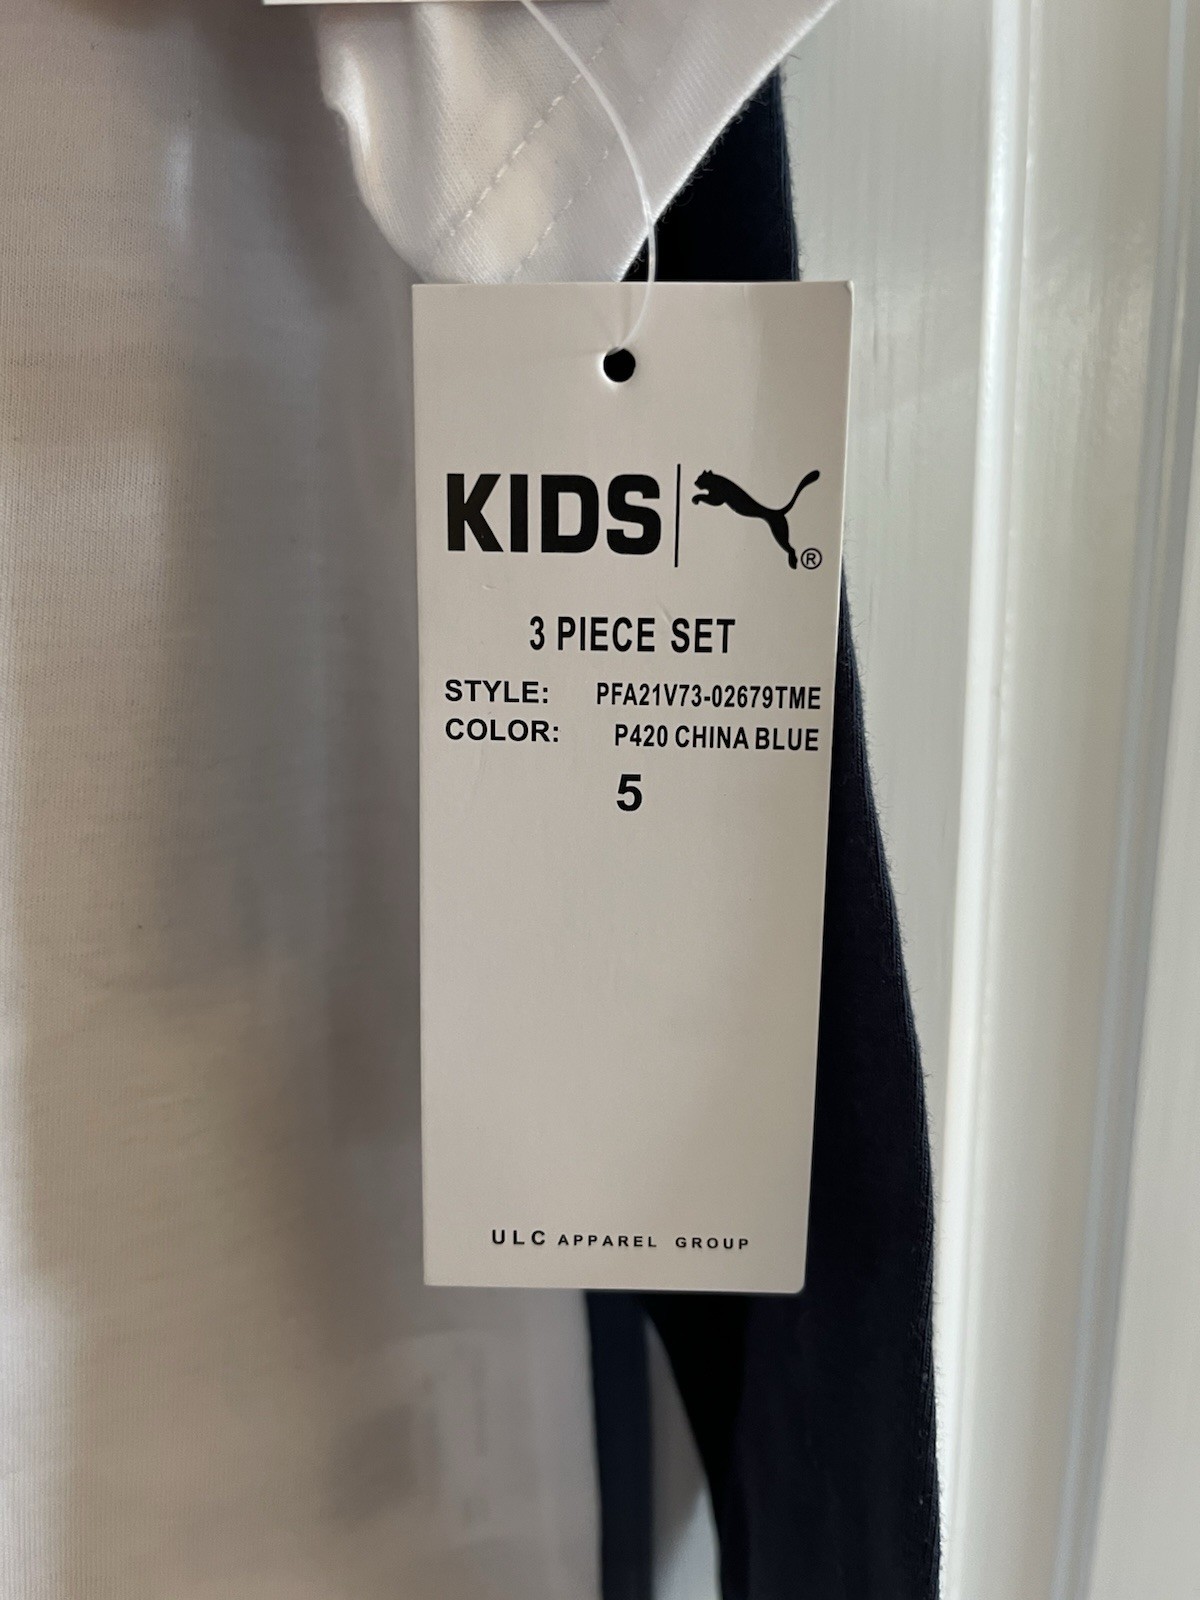 KIDS ®
3 PIECE SET
STYLE: PFA21V73-02679TME
COLOR: P420 CHINA BLUE
5
ULC APPAREL GROUP